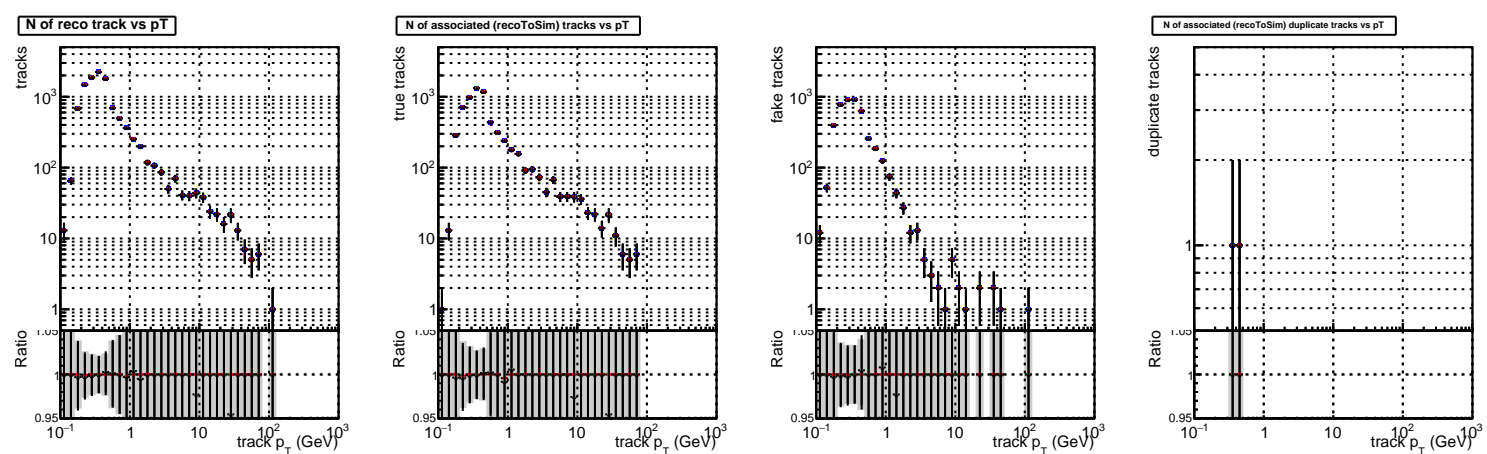 N of reco track vs pT
tracks
10³
10²
10
1
Ratio
1.05
1
0.95
10⁻¹ 1 10 10² 10³
track p_T (GeV)
N of associated (recoToSim) tracks vs pT
true tracks
10³
10²
10
1
Ratio
1.05
1
0.95
10⁻¹ 1 10 10² 10³
track p_T (GeV)
fake tracks
10³
10²
10
1
Ratio
1.05
1
0.95
10⁻¹ 1 10 10² 10³
track p_T (GeV)
N of associated (recoToSim) duplicate tracks vs pT
duplicate tracks
1
Ratio
1.05
1
0.95
10⁻¹ 1 10 10² 10³
track p_T (GeV)